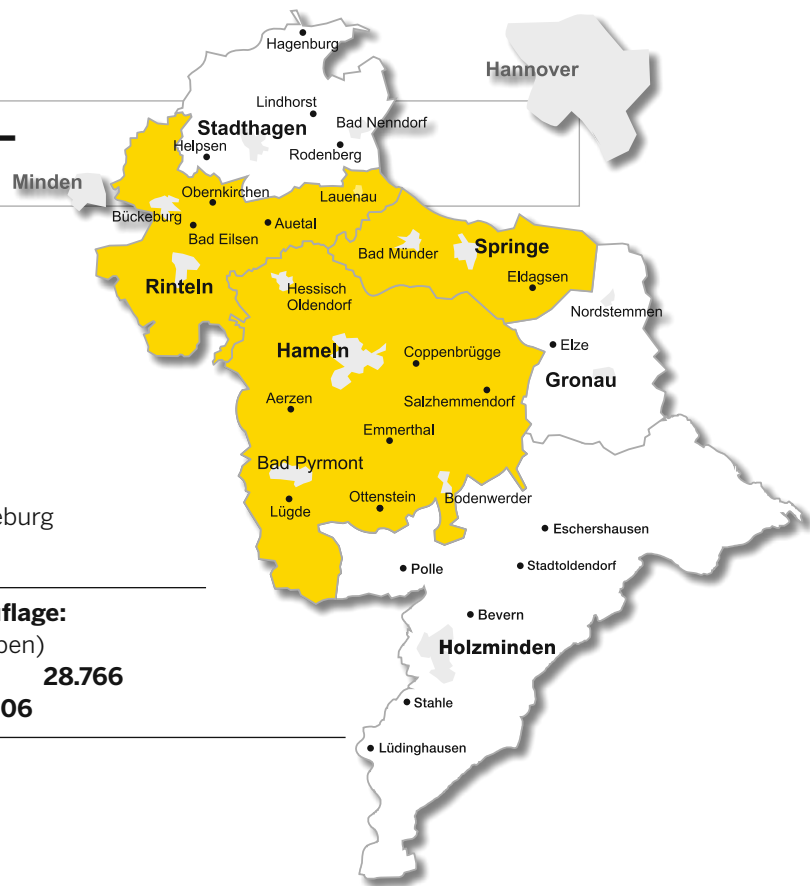 Hagenburg
Hannover
Lindhorst
Stadthagen
Bad Nenndorf
Helpsen
Rodenberg
Minden
Obernkirchen
Lauenau
Bückeburg
Auetal
Bad Eilsen
Bad Münder
Springe
Eldagsen
Rinteln
Hessisch
Oldendorf
Nordstemmen
Hameln
Coppenbrügge
Elze
Gronau
Aerzen
Salzhemmendorf
Emmerthal
Bad Pyrmont
Ottenstein
Bodenwerder
Lügde
eburg
Eschershausen
Polle
Stadtoldendorf
flage:
Bevern
ben)
Holzminden
28.766
06
Stahle
Lüdinghausen